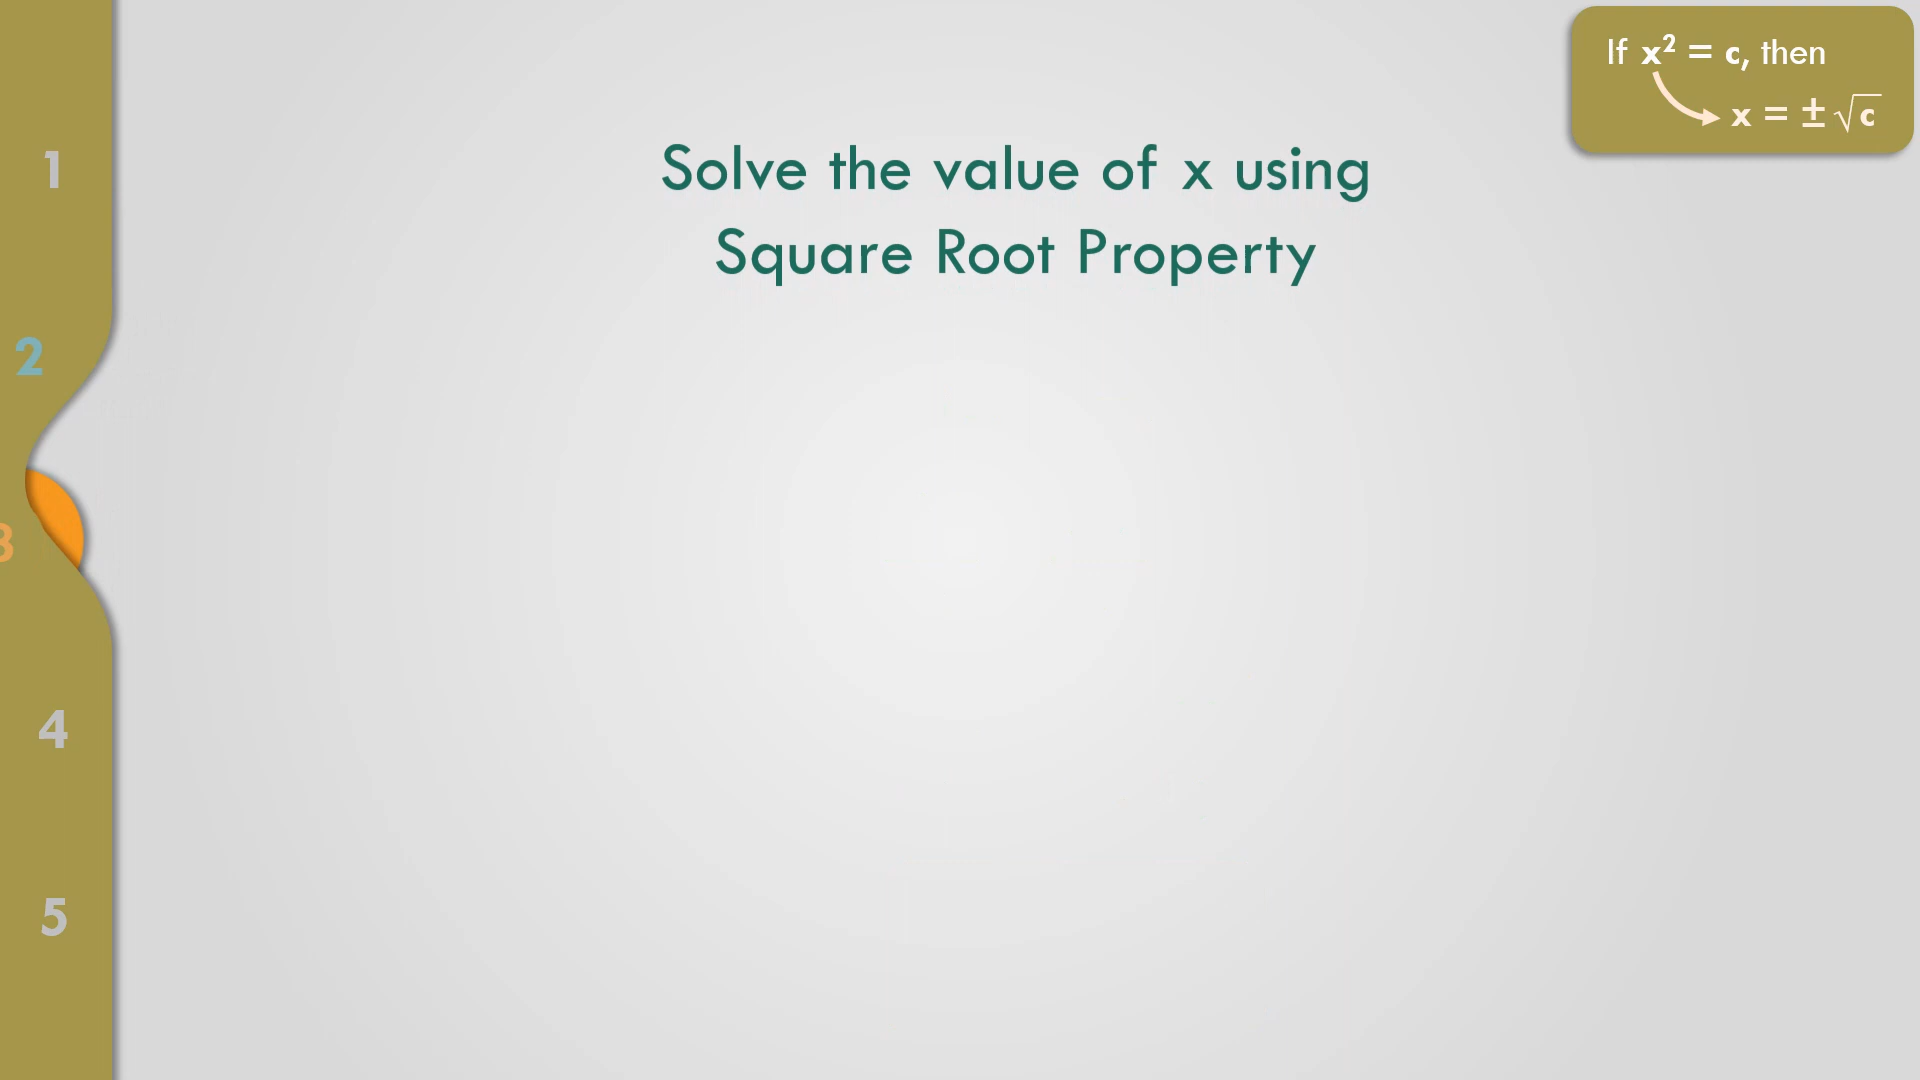 If x² = c, then
x = ±√c
Solve the value of x using
Square Root Property
1
2
3
4
5